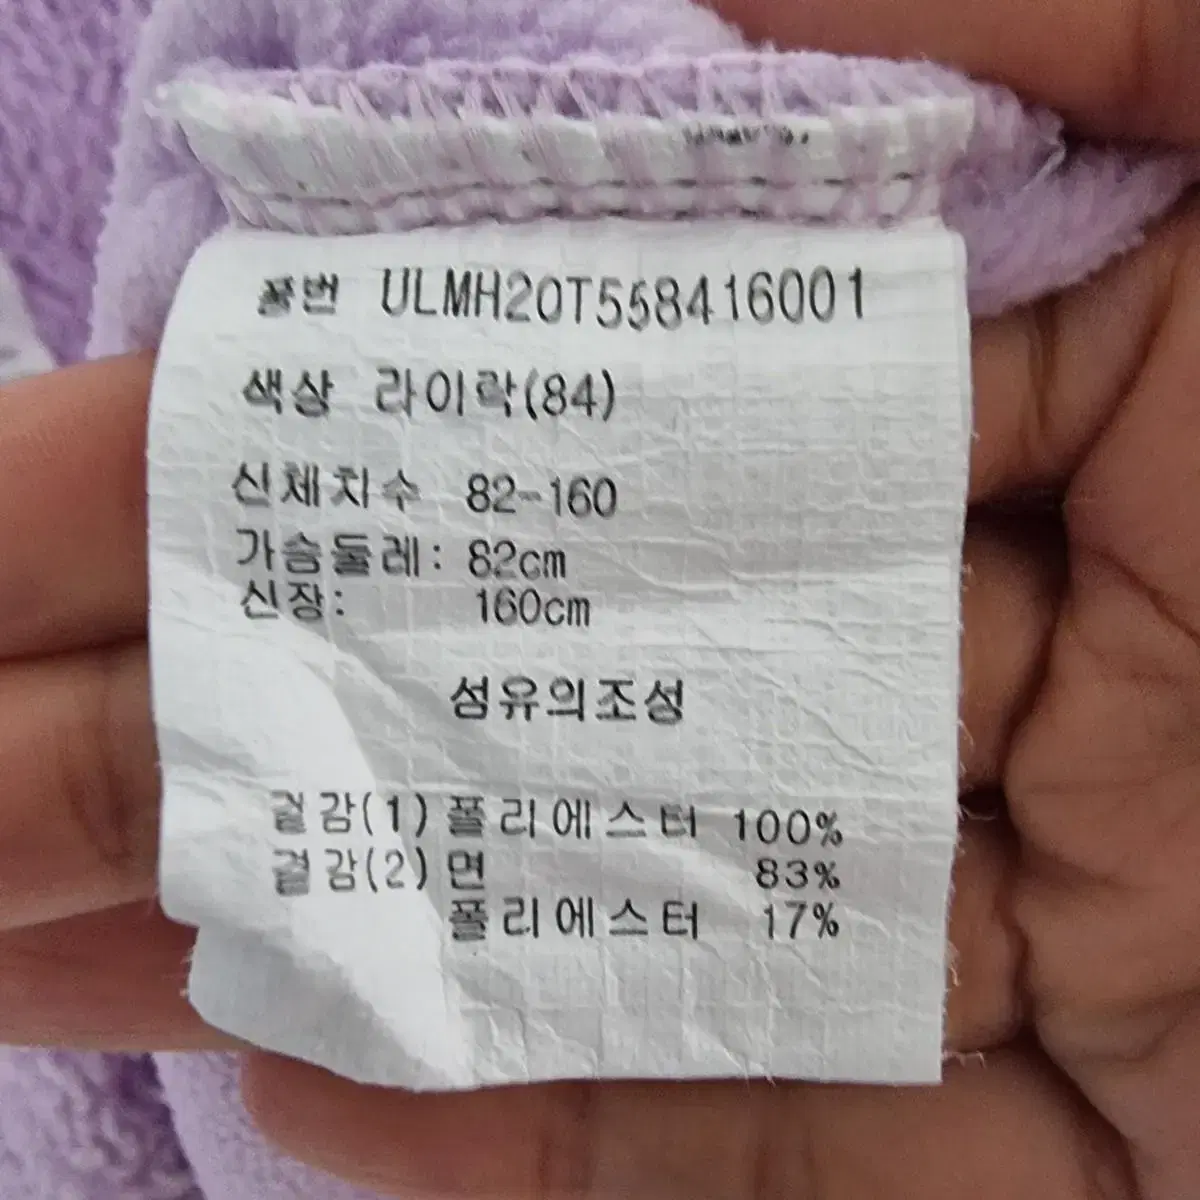 품번 ULMH20T558416001
색상 라이락(84)
신체치수 82-160
가슴둘레: 82cm
신장: 160cm
섬유의조성
겉감(1) 폴리에스터 100%
겉감(2) 면 83%
폴리에스터 17%